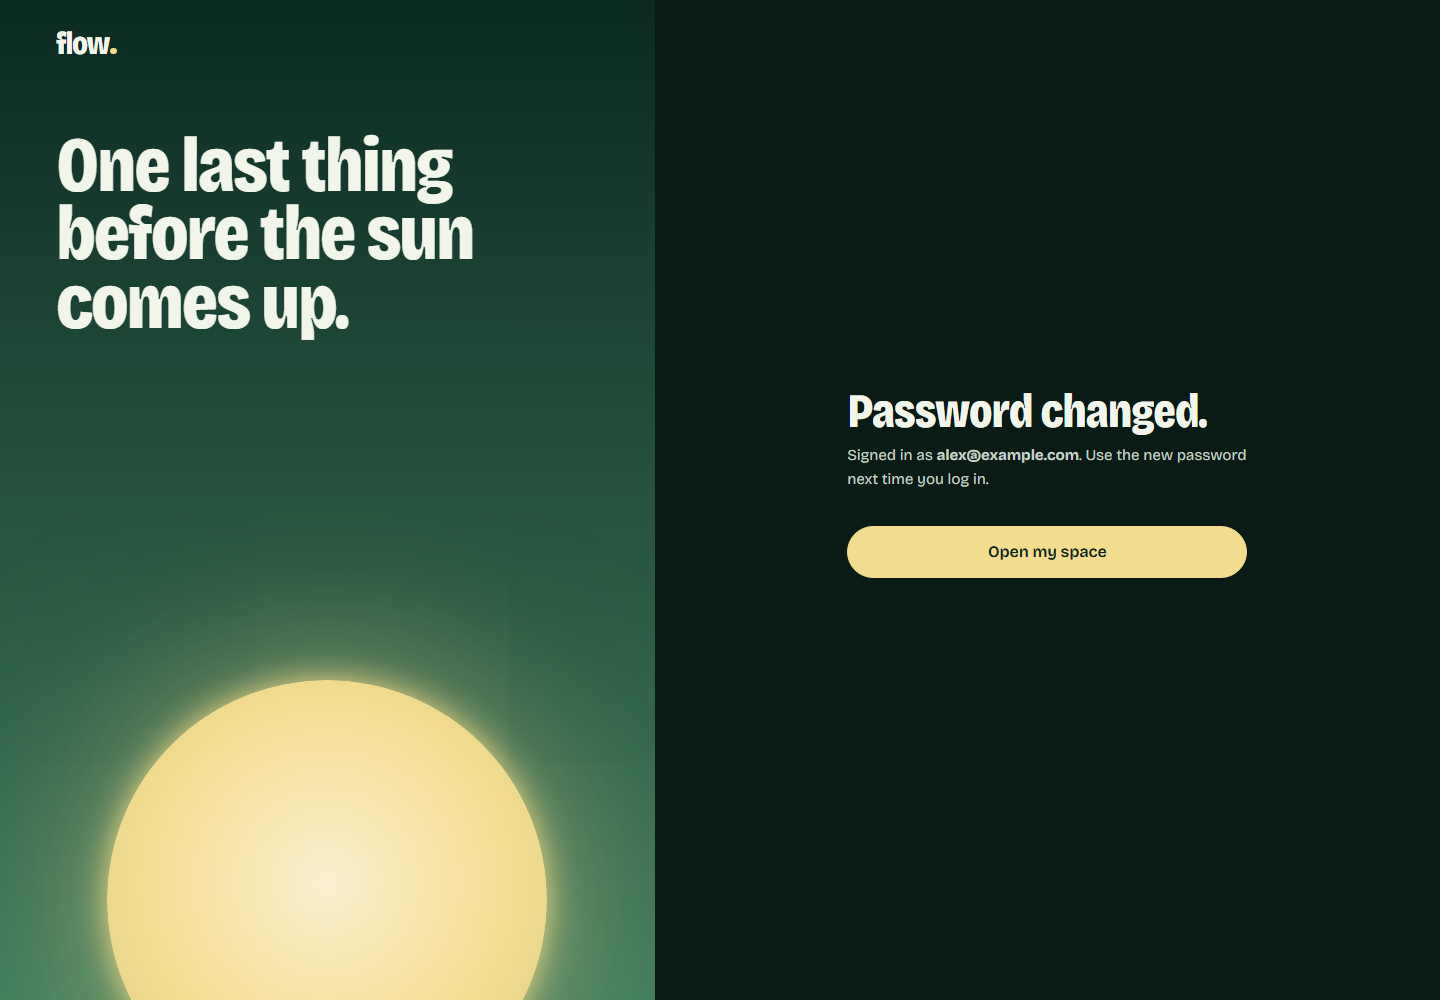 flow.
One last thing
before the sun
comes up.
Password changed.
Signed in as alex@example.com. Use the new password
next time you log in.
Open my space